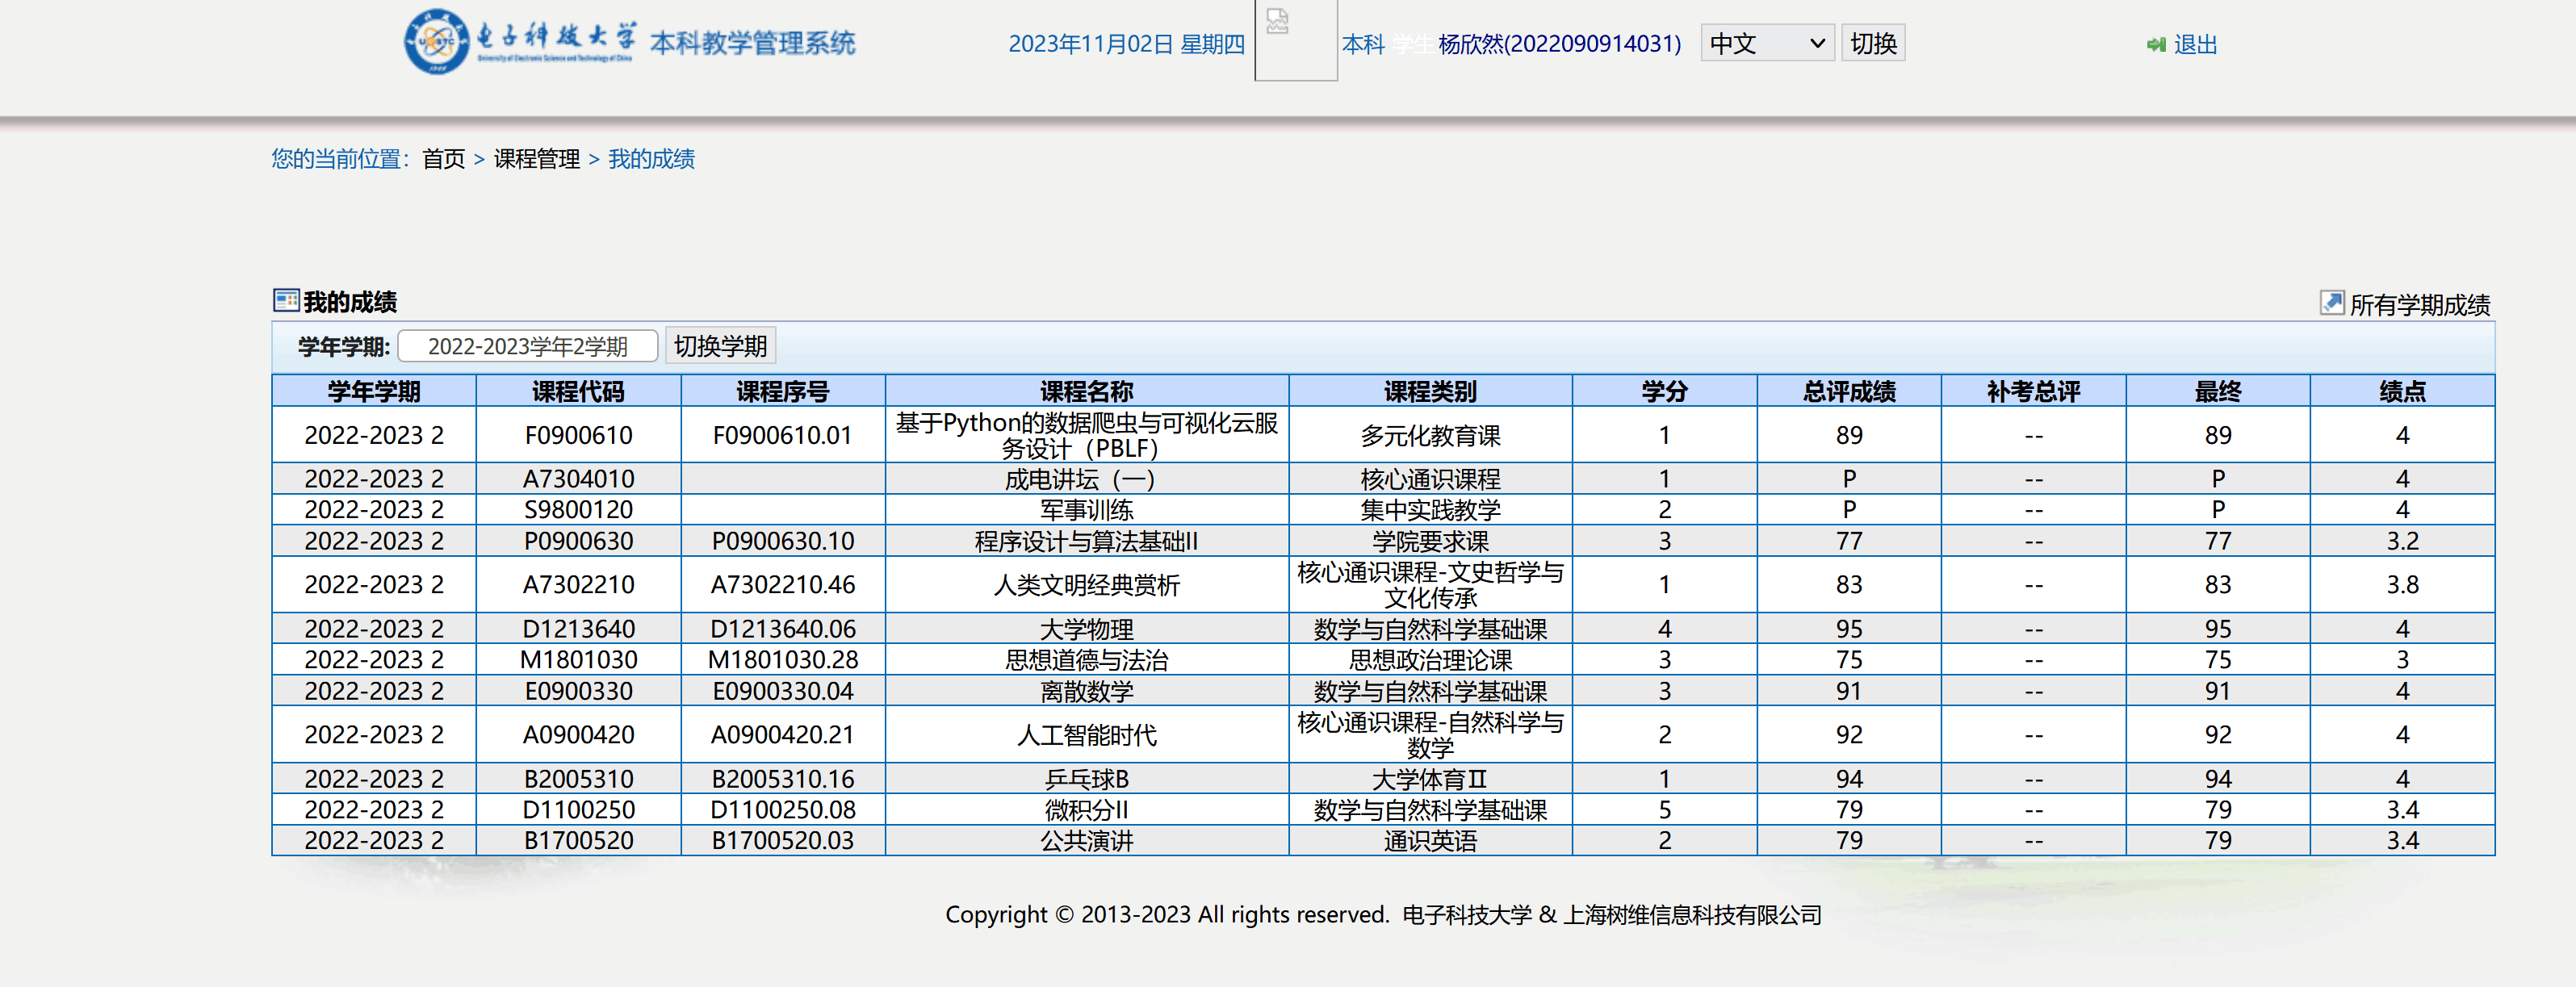 电子科技大学 本科教学管理系统 2023年11月02日 星期四 本科 学生 杨欣然(2022090914031) 中文 切换 退出
University of Electronic Science and Technology of China
1956
您的当前位置：首页 > 课程管理 > 我的成绩
我的成绩 所有学期成绩
学年学期: 2022-2023学年2学期 切换学期
学年学期 课程代码 课程序号 课程名称 课程类别 学分 总评成绩 补考总评 最终 绩点
2022-2023 2 F0900610 F0900610.01 基于Python的数据爬虫与可视化云服务设计（PBLF） 多元化教育课 1 89 -- 89 4
2022-2023 2 A7304010 成电讲坛（一） 核心通识课程 1 P -- P 4
2022-2023 2 S9800120 军事训练 集中实践教学 2 P -- P 4
2022-2023 2 P0900630 P0900630.10 程序设计与算法基础II 学院要求课 3 77 -- 77 3.2
2022-2023 2 A7302210 A7302210.46 人类文明经典赏析 核心通识课程-文史哲学与文化传承 1 83 -- 83 3.8
2022-2023 2 D1213640 D1213640.06 大学物理 数学与自然科学基础课 4 95 -- 95 4
2022-2023 2 M1801030 M1801030.28 思想道德与法治 思想政治理论课 3 75 -- 75 3
2022-2023 2 E0900330 E0900330.04 离散数学 数学与自然科学基础课 3 91 -- 91 4
2022-2023 2 A0900420 A0900420.21 人工智能时代 核心通识课程-自然科学与数学 2 92 -- 92 4
2022-2023 2 B2005310 B2005310.16 乒乓球B 大学体育Ⅱ 1 94 -- 94 4
2022-2023 2 D1100250 D1100250.08 微积分II 数学与自然科学基础课 5 79 -- 79 3.4
2022-2023 2 B1700520 B1700520.03 公共演讲 通识英语 2 79 -- 79 3.4
Copyright © 2013-2023 All rights reserved. 电子科技大学 & 上海树维信息科技有限公司